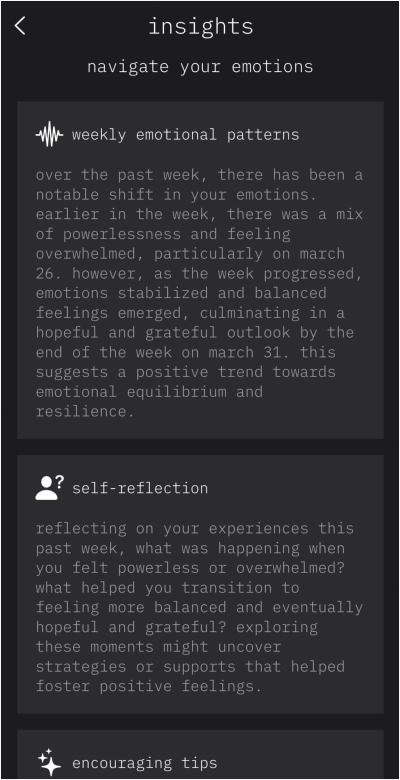 insights
navigate your emotions
weekly emotional patterns
over the past week, there has been a
notable shift in your emotions.
earlier in the week, there was a mix
of powerlessness and feeling
overwhelmed, particularly on march
26. however, as the week progressed,
emotions stabilized and balanced
feelings emerged, culminating in a
hopeful and grateful outlook by the
end of the week on march 31. this
suggests a positive trend towards
emotional equilibrium and
resilience.
self-reflection
reflecting on your experiences this
past week, what was happening when
you felt powerless or overwhelmed?
what helped you transition to
feeling more balanced and eventually
hopeful and grateful? exploring
these moments might uncover
strategies or supports that helped
foster positive feelings.
encouraging tips